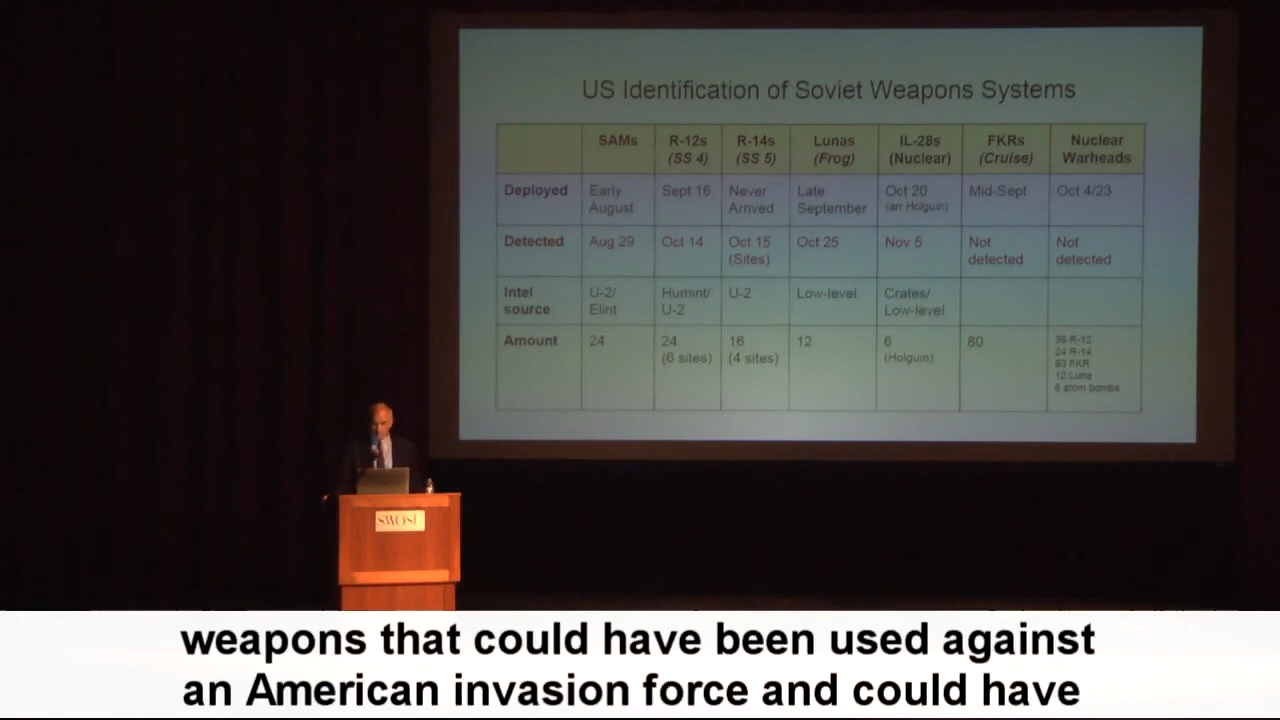 US Identification of Soviet Weapons Systems
SAMs R-12s (SS 4) R-14s (SS 5) Lunas (Frog) IL-28s (Nuclear) FKRs (Cruise) Nuclear Warheads
Deployed Early August Sept 16 Never Arrived Late September Oct 20 (arr Holguin) Mid-Sept Oct 4/23
Detected Aug 29 Oct 14 Oct 15 (Sites) Oct 25 Nov 5 Not detected Not detected
Intel source U-2/ Elint Humint/ U-2 U-2 Low-level Crates/ Low-level
Amount 24 24 (6 sites) 16 (4 sites) 12 6 (Holguin) 80 36 R-12 24 R-14 80 FKR 12 Luna 6 atom bombs
SWOSU
weapons that could have been used against
an American invasion force and could have